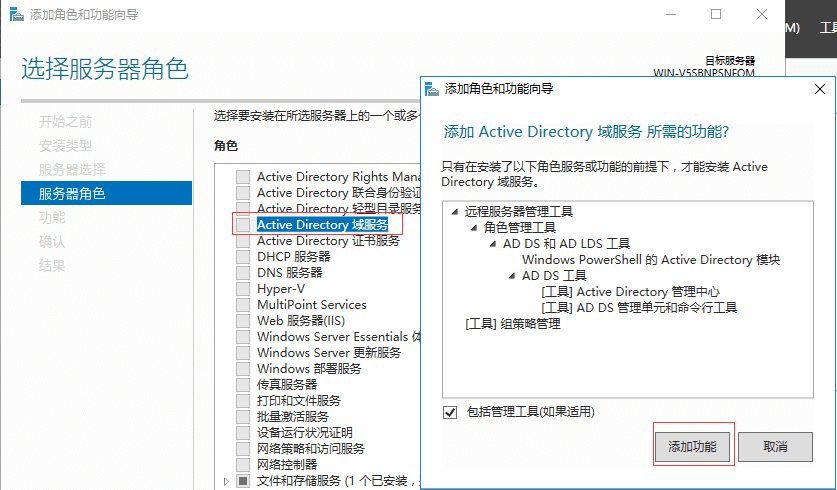 添加角色和功能向导
M)
工具
选择服务器角色
目标服务器
WIN-V5SBNPSNFOM
开始之前
安装类型
服务器选择
服务器角色
功能
确认
结果
选择要安装在所选服务器上的一个或多
角色
Active Directory Rights Mana
Active Directory 联合身份验证
Active Directory 轻型目录服务
Active Directory 域服务
Active Directory 证书服务
DHCP 服务器
DNS 服务器
Hyper-V
MultiPoint Services
Web 服务器(IIS)
Windows Server Essentials 体
Windows Server 更新服务
Windows 部署服务
传真服务器
打印和文件服务
批量激活服务
设备运行状况证明
网络策略和访问服务
网络控制器
文件和存储服务 (1 个已安装，
添加角色和功能向导
添加 Active Directory 域服务 所需的功能?
只有在安装了以下角色服务或功能的前提下，才能安装 Active
Directory 域服务。
远程服务器管理工具
角色管理工具
AD DS 和 AD LDS 工具
Windows PowerShell 的 Active Directory 模块
AD DS 工具
[工具] Active Directory 管理中心
[工具] AD DS 管理单元和命令行工具
[工具] 组策略管理
包括管理工具(如果适用)
添加功能
取消